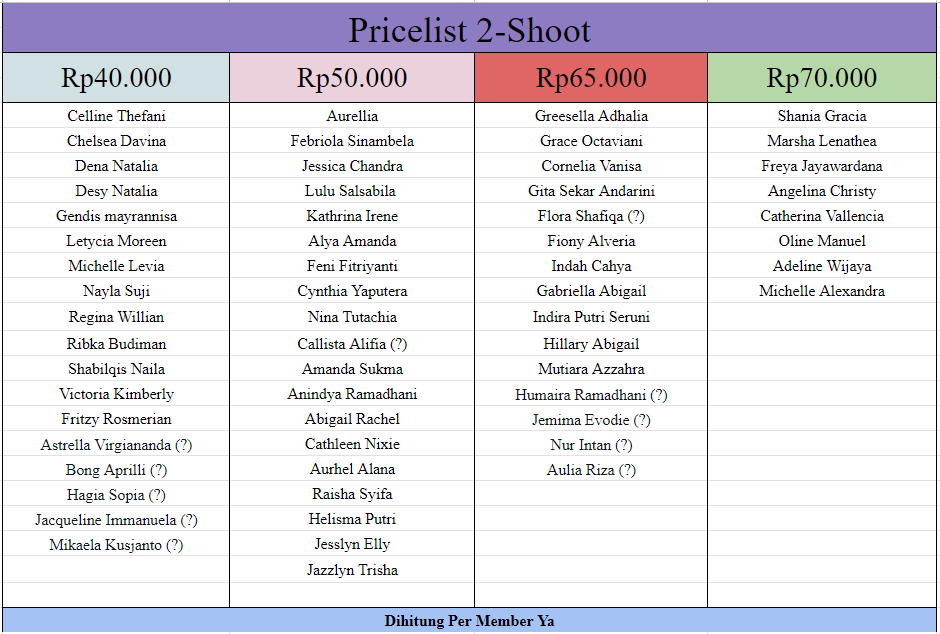 Pricelist 2-Shoot
Rp40.000 Rp50.000 Rp65.000 Rp70.000
Celline Thefani Aurellia Greesella Adhalia Shania Gracia
Chelsea Davina Febriola Sinambela Grace Octaviani Marsha Lenathea
Dena Natalia Jessica Chandra Cornelia Vanisa Freya Jayawardana
Desy Natalia Lulu Salsabila Gita Sekar Andarini Angelina Christy
Gendis mayrannisa Kathrina Irene Flora Shafiqa (?) Catherina Vallencia
Letycia Moreen Alya Amanda Fiony Alveria Oline Manuel
Michelle Levia Feni Fitriyanti Indah Cahya Adeline Wijaya
Nayla Suji Cynthia Yaputera Gabriella Abigail Michelle Alexandra
Regina Willian Nina Tutachia Indira Putri Seruni
Ribka Budiman Callista Alifia (?) Hillary Abigail
Shabilqis Naila Amanda Sukma Mutiara Azzahra
Victoria Kimberly Anindya Ramadhani Humaira Ramadhani (?)
Fritzy Rosmerian Abigail Rachel Jemima Evodie (?)
Astrella Virgiananda (?) Cathleen Nixie Nur Intan (?)
Bong Aprilli (?) Aurhel Alana Aulia Riza (?)
Hagia Sopia (?) Raisha Syifa
Jacqueline Immanuela (?) Helisma Putri
Mikaela Kusjanto (?) Jesslyn Elly
Jazzlyn Trisha
Dihitung Per Member Ya